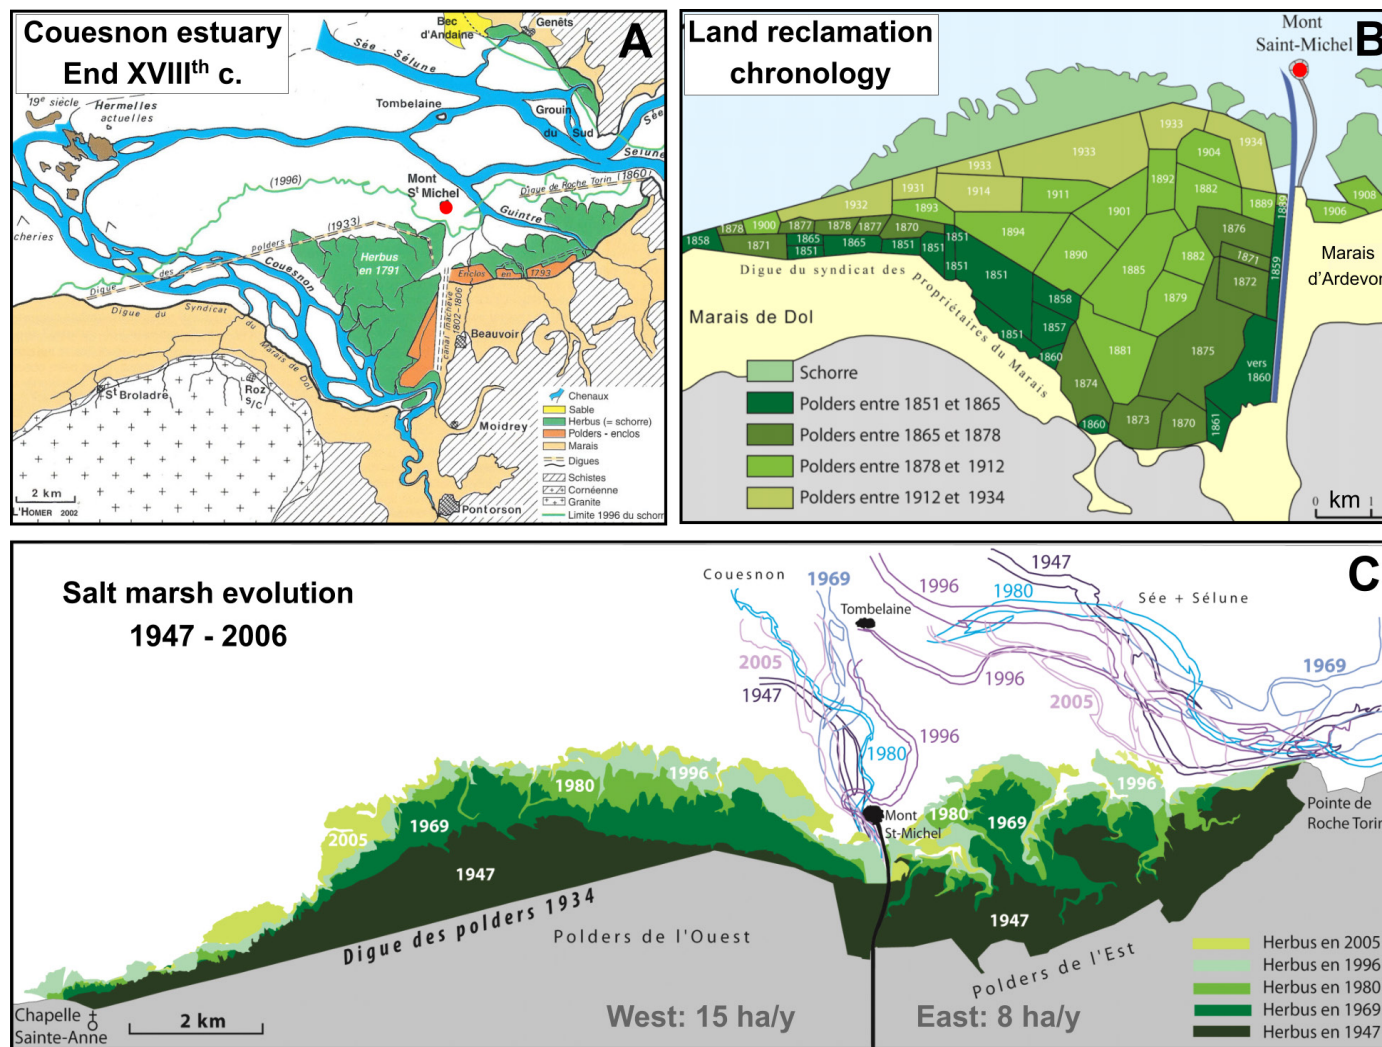 Couesnon estuary
End XVIIIth c.
A
Bec
d'Andaine
Genêts
Sée - Sélune
19e siècle
Hermelles
actuelles
Tombelaine
Grouin
du Sud
Sée
Sélune
(1996)
Mont
St Michel
Digue de Roche Torin (1860)
Guintre
cheries
(1933)
polders
des
Digue
Herbus
en 1791
Couesnon
Enclos en 1793
canal inachevé
1802-1806
Digue du Syndicat du
Marais de Dol
Beauvoir
St Broladre
Roz
S/C
Moidrey
Pontorson
2 km
L'HOMER 2002
Chenaux
Sable
Herbus (= schorre)
Polders - enclos
Marais
Digues
Schistes
Cornéenne
Granite
Limite 1996 du schorr
Land reclamation
chronology
B
Mont
Saint-Michel
1933
1934
1904
1933
1933
1892
1882
1931
1914
1911
1889
1889
1908
1906
1932
1893
1901
1878
1900
1877
1878
1877
1870
1894
1876
1858
1871
1865
1851
1865
1851
1851
1851
1851
1851
1890
1882
1871
1859
1885
1872
1858
1879
1857
1851
1860
1881
1875
vers
1860
1874
1860
1873
1870
1861
Digue du syndicat des
propriétaires du Marais
Marais de Dol
Marais
d'Ardevon
Schorre
Polders entre 1851 et 1865
Polders entre 1865 et 1878
Polders entre 1878 et 1912
Polders entre 1912 et 1934
0 km 1
Salt marsh evolution
1947 - 2006
C
Couesnon
1969
1996
1947
1980
Sée + Sélune
Tombelaine
2005
1947
1996
2005
1969
1980
1996
1980
1996
2005
1969
1947
Mont
St-Michel
1980
1969
1996
1947
Pointe de
Roche Torin
Digue des polders 1934
Polders de l'Ouest
Polders de l'Est
Chapelle
Sainte-Anne
2 km
West: 15 ha/y
East: 8 ha/y
Herbus en 2005
Herbus en 1996
Herbus en 1980
Herbus en 1969
Herbus en 1947